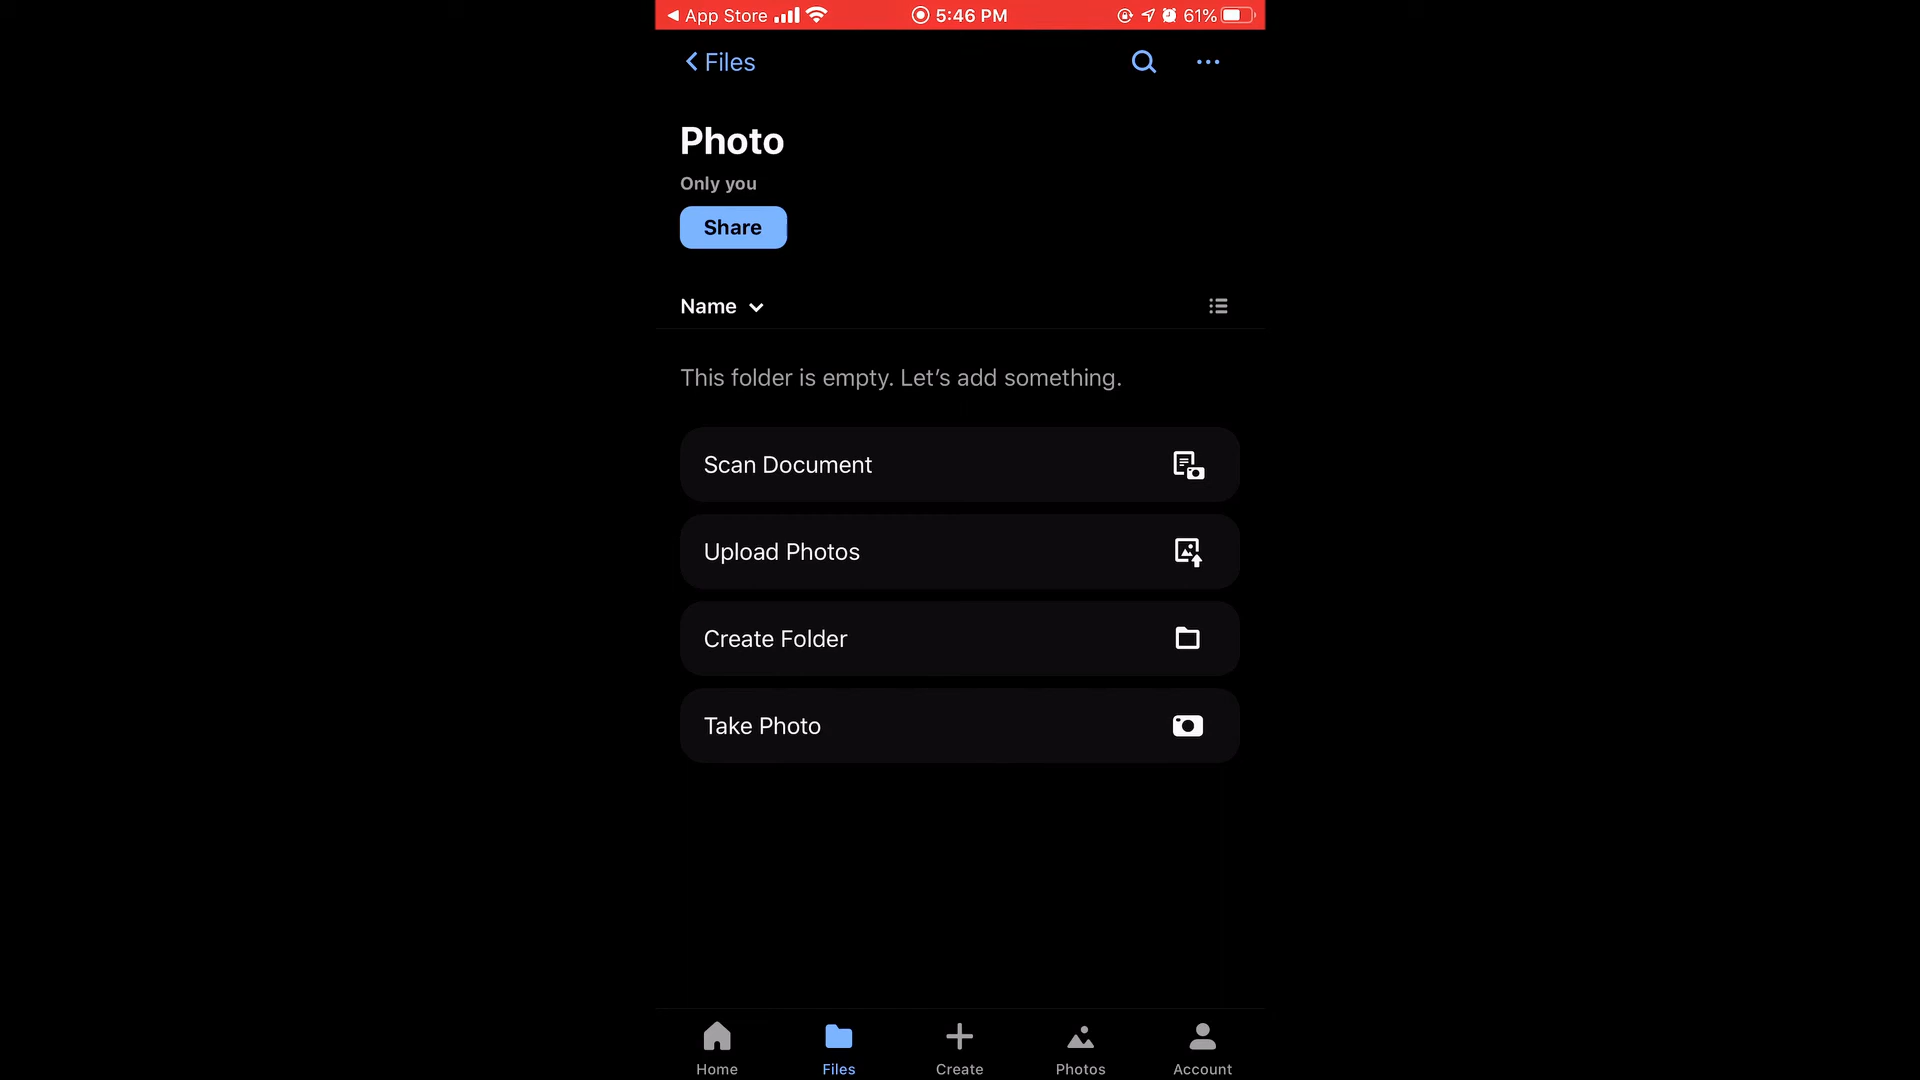 App Store 5:46 PM 61%
Files
Photo
Only you
Share
Name
This folder is empty. Let’s add something.
Scan Document
Upload Photos
Create Folder
Take Photo
Home Files Create Photos Account